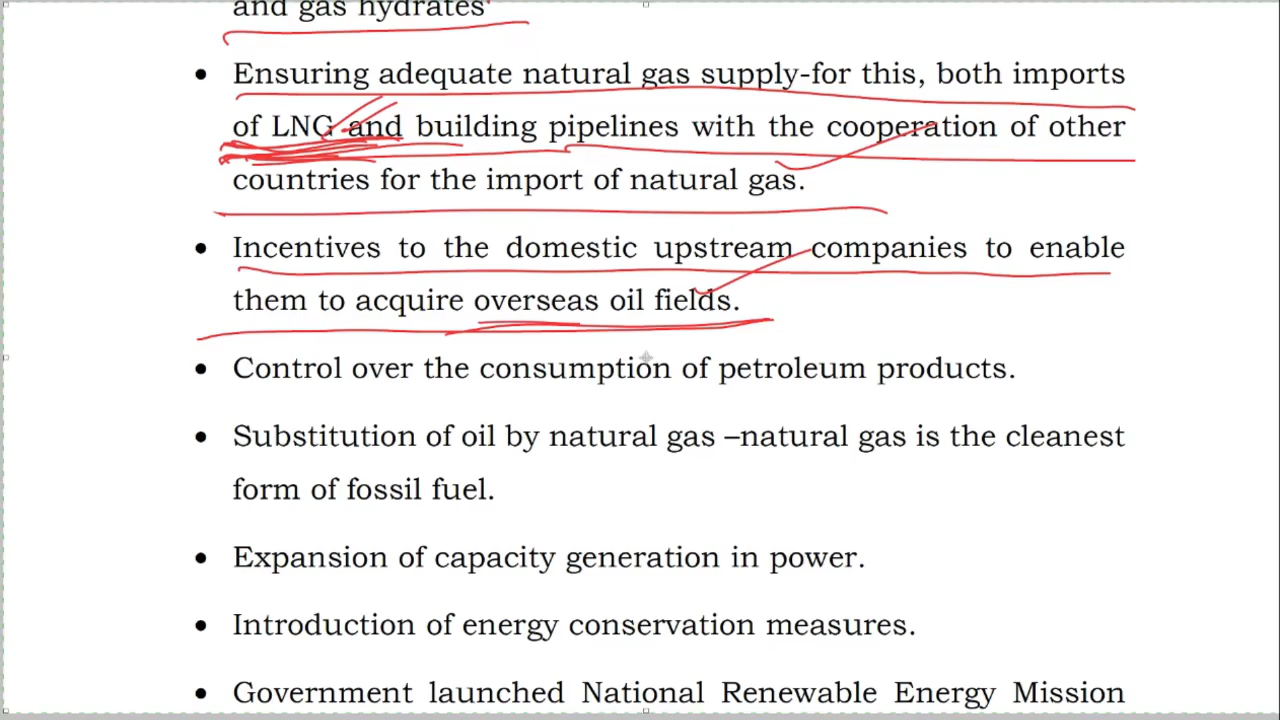 and gas hydrates
• Ensuring adequate natural gas supply-for this, both imports
of LNG and building pipelines with the cooperation of other
countries for the import of natural gas.
• Incentives to the domestic upstream companies to enable
them to acquire overseas oil fields.
• Control over the consumption of petroleum products.
• Substitution of oil by natural gas –natural gas is the cleanest
form of fossil fuel.
• Expansion of capacity generation in power.
• Introduction of energy conservation measures.
• Government launched National Renewable Energy Mission